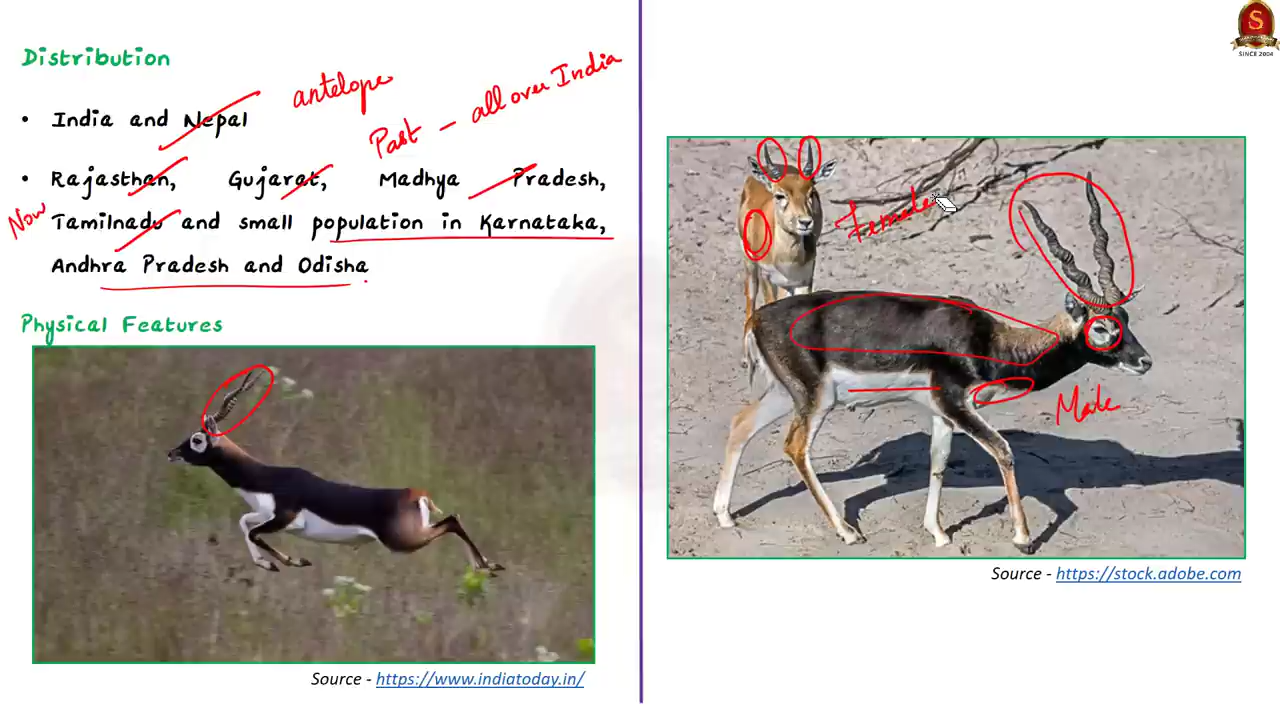 Distribution
antelope
Past - all over India
• India and Nepal
• Rajasthan, Gujarat, Madhya Pradesh,
Now
Tamilnadu and small population in Karnataka,
Andhra Pradesh and Odisha.
Physical Features
Source - https://www.indiatoday.in/
S
SINCE 2004
Female
Male
Source - https://stock.adobe.com